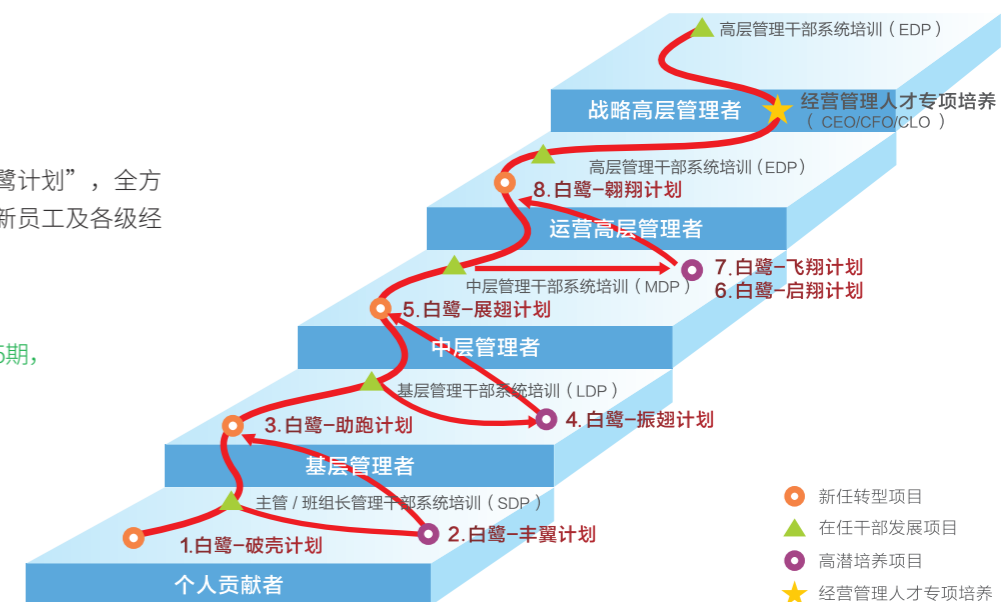 高层管理干部系统培训（EDP）
战略高层管理者
经营管理人才专项培养
（ CEO/CFO/CLO ）
鹭计划”，全方
新员工及各级经
高层管理干部系统培训（EDP）
8.白鹭-翱翔计划
运营高层管理者
7.白鹭-飞翔计划
6.白鹭-启翔计划
中层管理干部系统培训（MDP）
5.白鹭-展翅计划
中层管理者
期，
基层管理干部系统培训（LDP）
4.白鹭-振翅计划
3.白鹭-助跑计划
基层管理者
主管 / 班组长管理干部系统培训（SDP）
2.白鹭-丰翼计划
1.白鹭-破壳计划
个人贡献者
新任转型项目
在任干部发展项目
高潜培养项目
经营管理人才专项培养